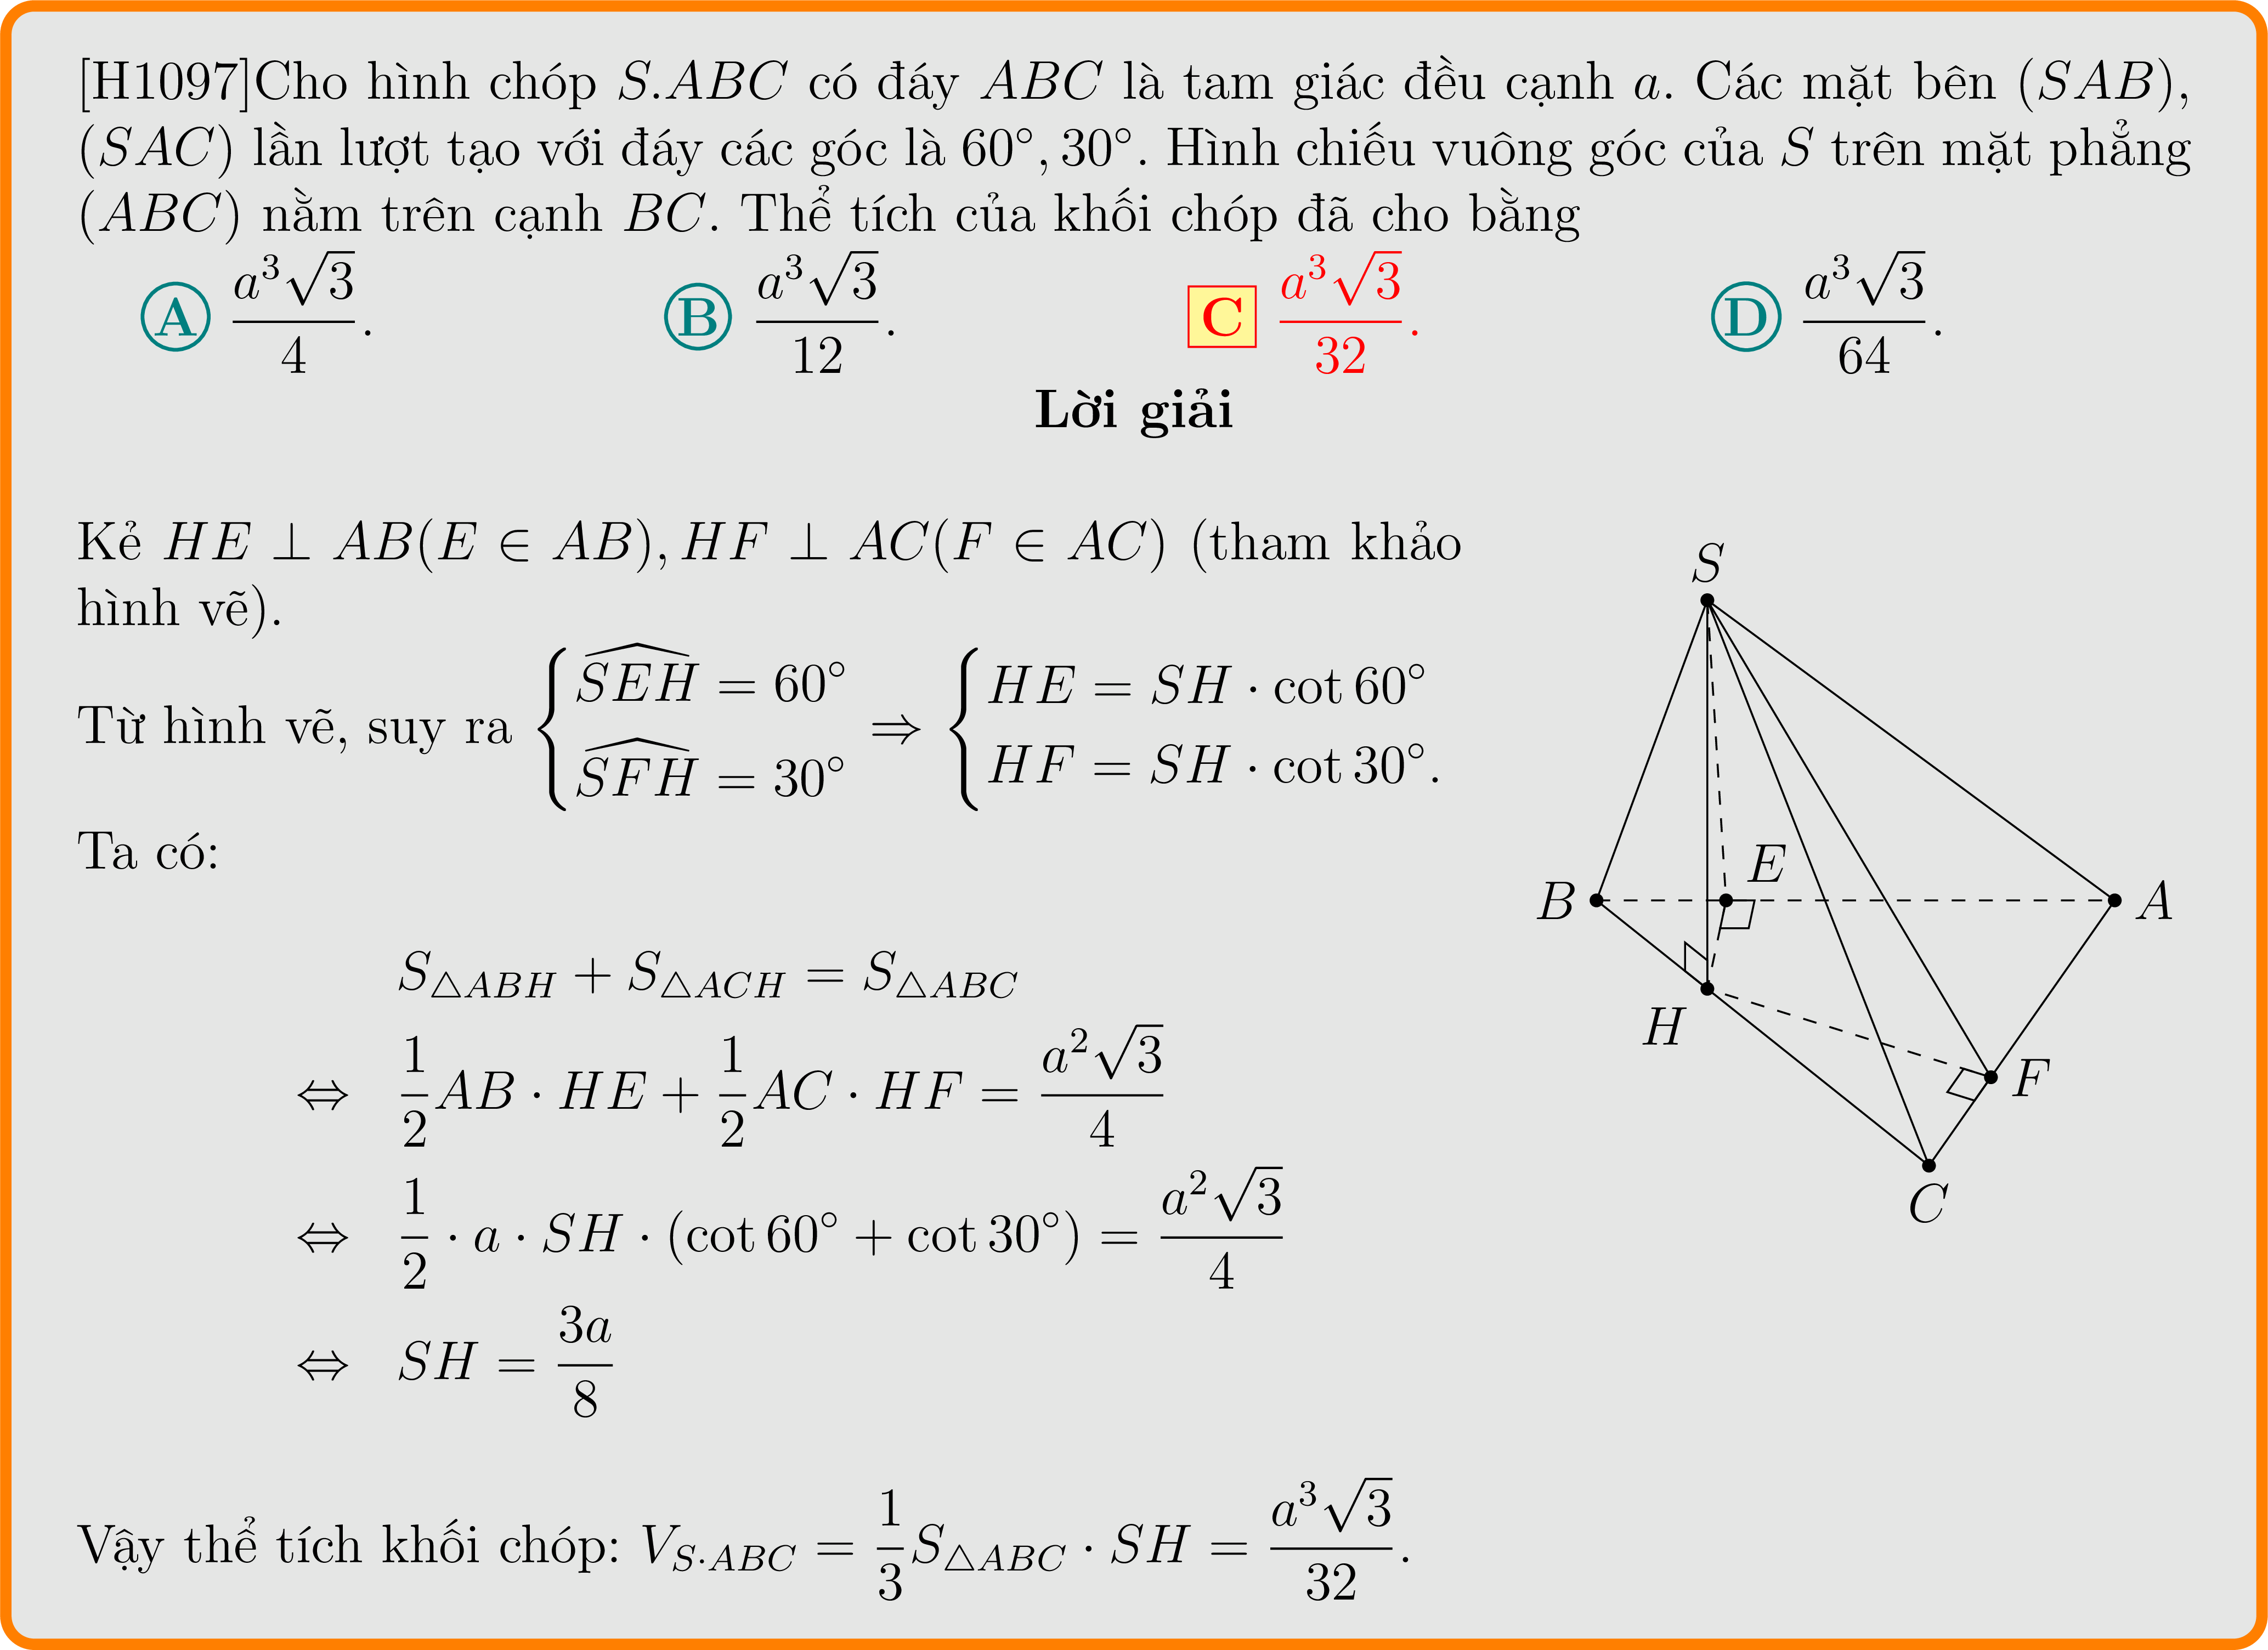 [H1097]Cho hình chóp S.ABC có đáy ABC là tam giác đều cạnh a. Các mặt bên (SAB),
(SAC) lần lượt tạo với đáy các góc là 60°, 30°. Hình chiếu vuông góc của S trên mặt phẳng
(ABC) nằm trên cạnh BC. Thể tích của khối chóp đã cho bằng
A $\frac{a^3\sqrt{3}}{4}$. B $\frac{a^3\sqrt{3}}{12}$. C $\frac{a^3\sqrt{3}}{32}$. D $\frac{a^3\sqrt{3}}{64}$.
Lời giải
Kẻ HE ⊥ AB(E ∈ AB), HF ⊥ AC(F ∈ AC) (tham khảo
hình vẽ).
Từ hình vẽ, suy ra $\begin{cases} \widehat{SEH} = 60^\circ \\ \widehat{SFH} = 30^\circ \end{cases} \Rightarrow \begin{cases} HE = SH \cdot \cot 60^\circ \\ HF = SH \cdot \cot 30^\circ. \end{cases}$
Ta có:
$S_{\triangle ABH} + S_{\triangle ACH} = S_{\triangle ABC}$
$\Leftrightarrow \frac{1}{2}AB \cdot HE + \frac{1}{2}AC \cdot HF = \frac{a^2\sqrt{3}}{4}$
$\Leftrightarrow \frac{1}{2} \cdot a \cdot SH \cdot (\cot 60^\circ + \cot 30^\circ) = \frac{a^2\sqrt{3}}{4}$
$\Leftrightarrow SH = \frac{3a}{8}$
Vậy thể tích khối chóp: $V_{S \cdot ABC} = \frac{1}{3}S_{\triangle ABC} \cdot SH = \frac{a^3\sqrt{3}}{32}$.
S
E
B
A
H
F
C